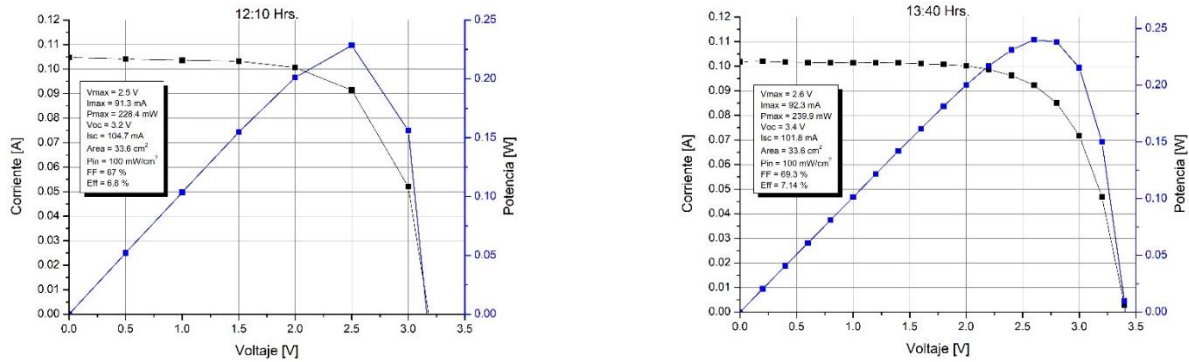 12:10 Hrs.
Corriente [A]
0.12
0.11
0.10
0.09
0.08
0.07
0.06
0.05
0.04
0.03
0.02
0.01
0.00
Vmax = 2.5 V
Imax = 91.3 mA
Pmax = 228.4 mW
Voc = 3.2 V
Isc = 104.7 mA
Area = 33.6 cm²
Pin = 100 mW/cm²
FF = 67 %
Eff = 6.8 %
0.25
0.20
0.15
0.10
0.05
0.00
Potencia [W]
0.0 0.5 1.0 1.5 2.0 2.5 3.0 3.5
Voltaje [V]
13:40 Hrs.
Corriente [A]
0.12
0.11
0.10
0.09
0.08
0.07
0.06
0.05
0.04
0.03
0.02
0.01
0.00
Vmax = 2.6 V
Imax = 92.3 mA
Pmax = 239.9 mW
Voc = 3.4 V
Isc = 101.8 mA
Area = 33.6 cm²
Pin = 100 mW/cm²
FF = 69.3 %
Eff = 7.14 %
0.25
0.20
0.15
0.10
0.05
0.00
Potencia [W]
0.0 0.5 1.0 1.5 2.0 2.5 3.0 3.5
Voltaje [V]